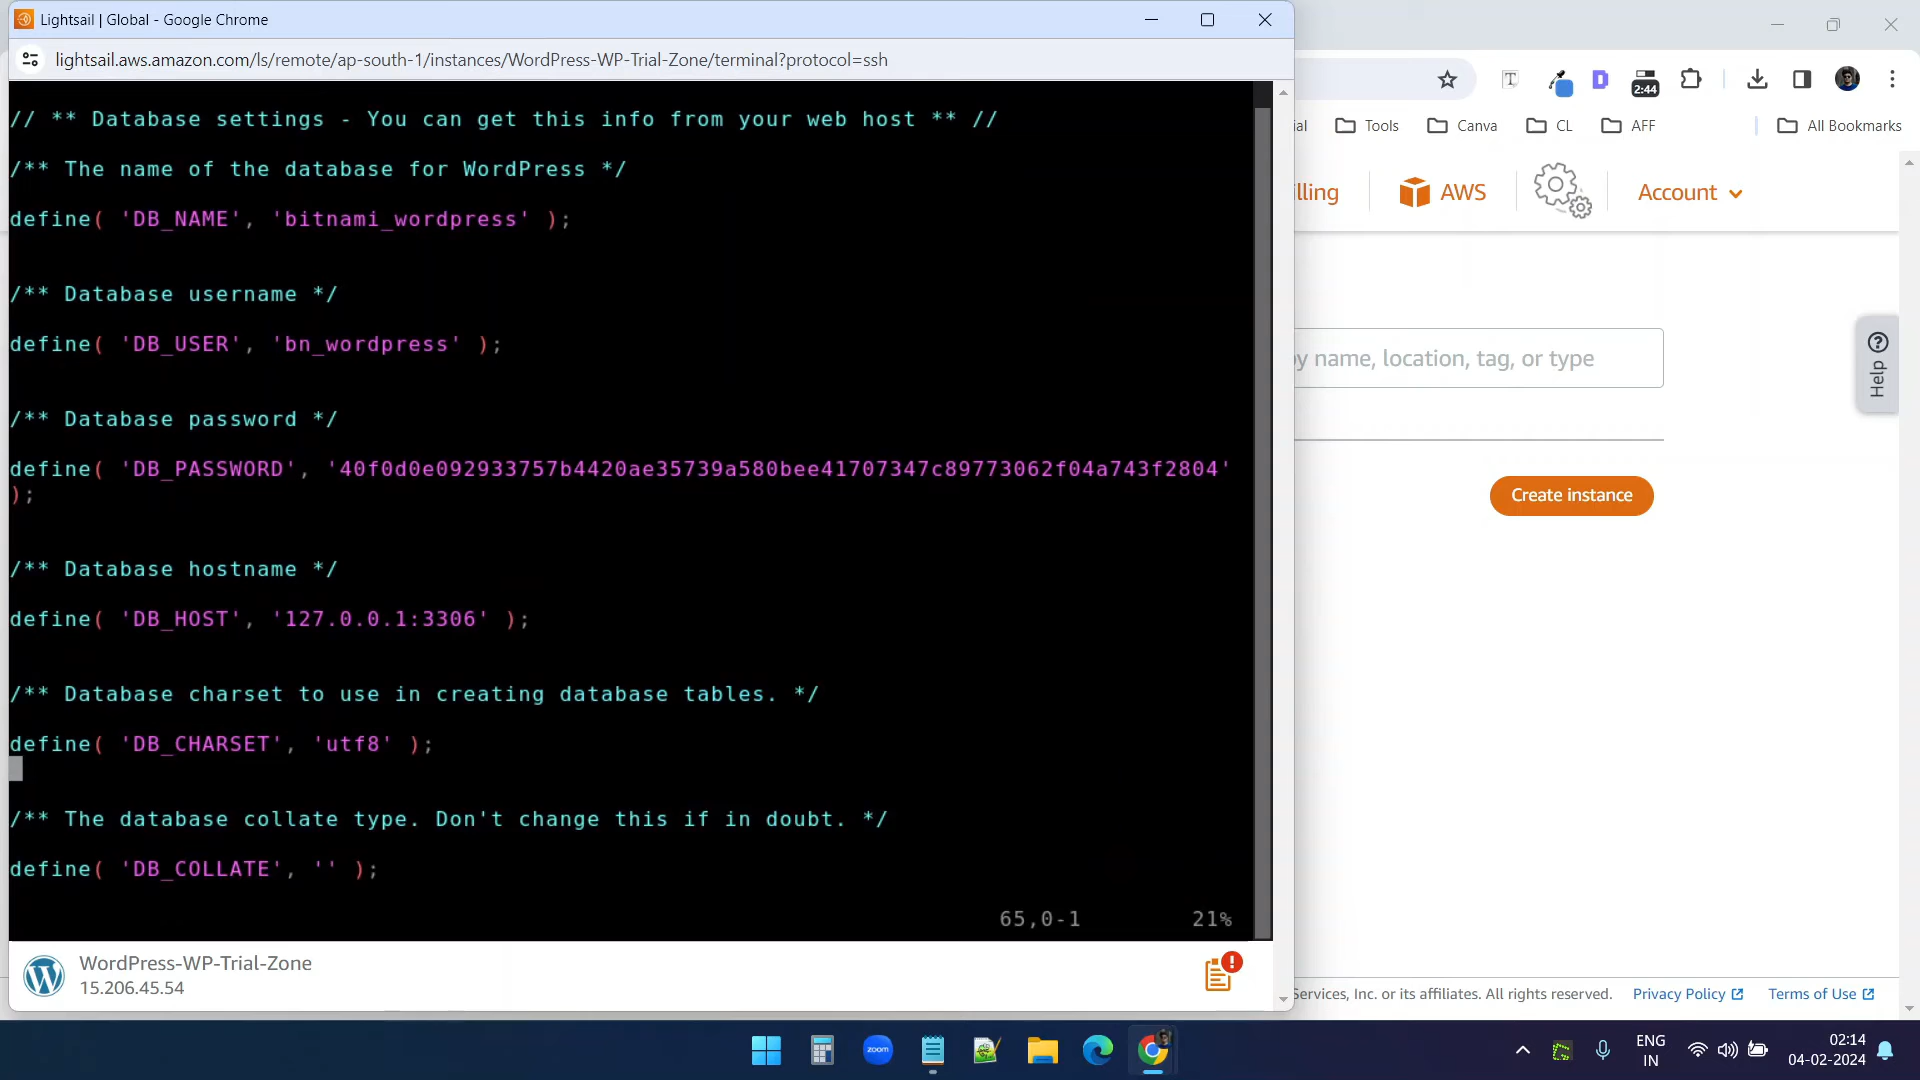 Lightsail | Global - Google Chrome
lightsail.aws.amazon.com/ls/remote/ap-south-1/instances/WordPress-WP-Trial-Zone/terminal?protocol=ssh
// ** Database settings - You can get this info from your web host ** //
/** The name of the database for WordPress */
define( 'DB_NAME', 'bitnami_wordpress' );
/** Database username */
define( 'DB_USER', 'bn_wordpress' );
/** Database password */
define( 'DB_PASSWORD', '40f0d0e092933757b4420ae35739a580bee41707347c89773062f04a743f2804'
);
/** Database hostname */
define( 'DB_HOST', '127.0.0.1:3306' );
/** Database charset to use in creating database tables. */
define( 'DB_CHARSET', 'utf8' );
/** The database collate type. Don't change this if in doubt. */
define( 'DB_COLLATE', '' );
65,0-1 21%
WordPress-WP-Trial-Zone
15.206.45.54
2:44
ial Tools Canva CL AFF All Bookmarks
illing AWS Account
by name, location, tag, or type
Help
Create instance
Services, Inc. or its affiliates. All rights reserved. Privacy Policy Terms of Use
zoom
ENG
IN
02:14
04-02-2024